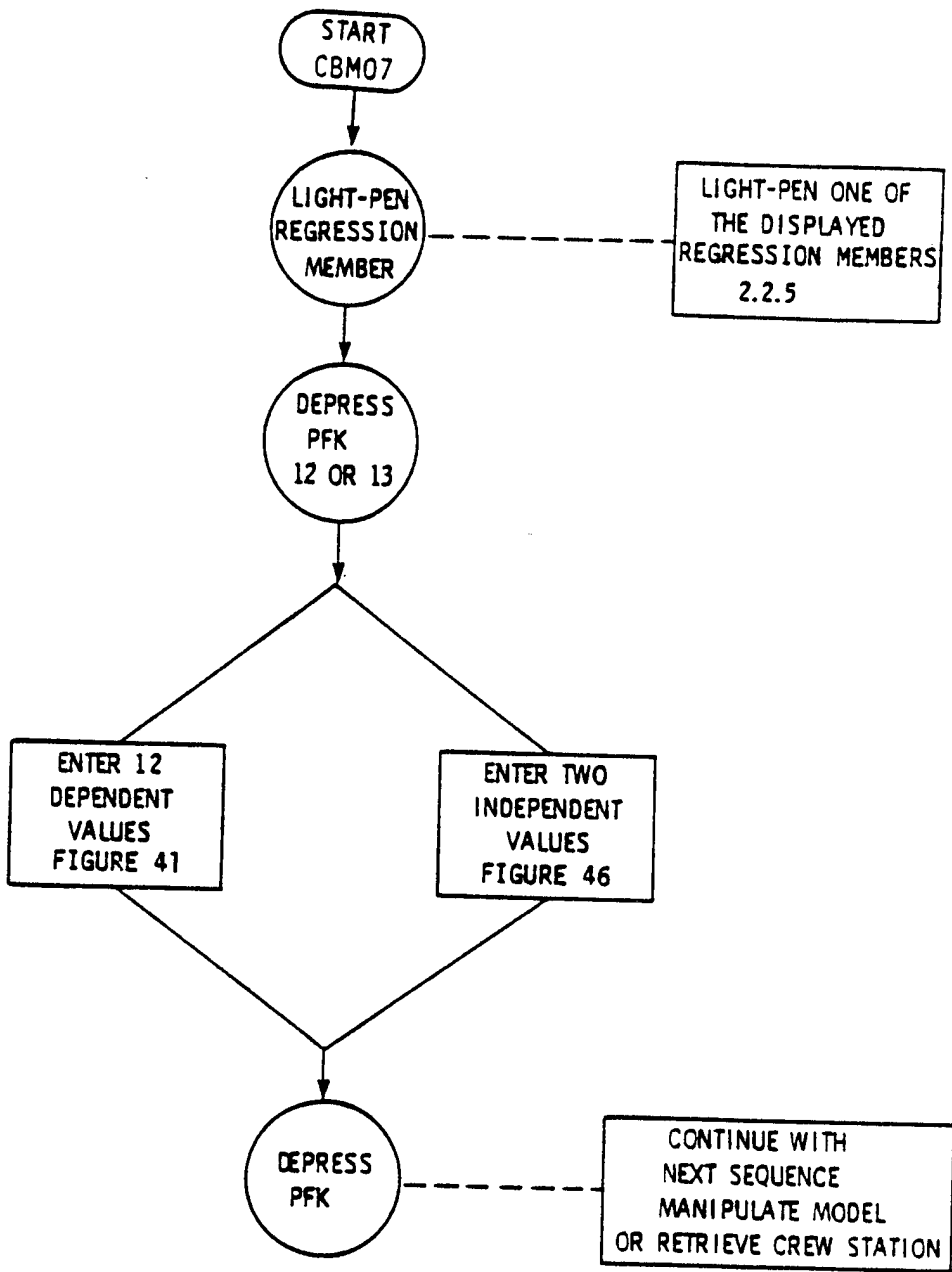 START
CBM07
LIGHT-PEN
REGRESSION
MEMBER
LIGHT-PEN ONE OF
THE DISPLAYED
REGRESSION MEMBERS
2.2.5
DEPRESS
PFK
12 OR 13
ENTER 12
DEPENDENT
VALUES
FIGURE 41
ENTER TWO
INDEPENDENT
VALUES
FIGURE 46
DEPRESS
PFK
CONTINUE WITH
NEXT SEQUENCE
MANIPULATE MODEL
OR RETRIEVE CREW STATION